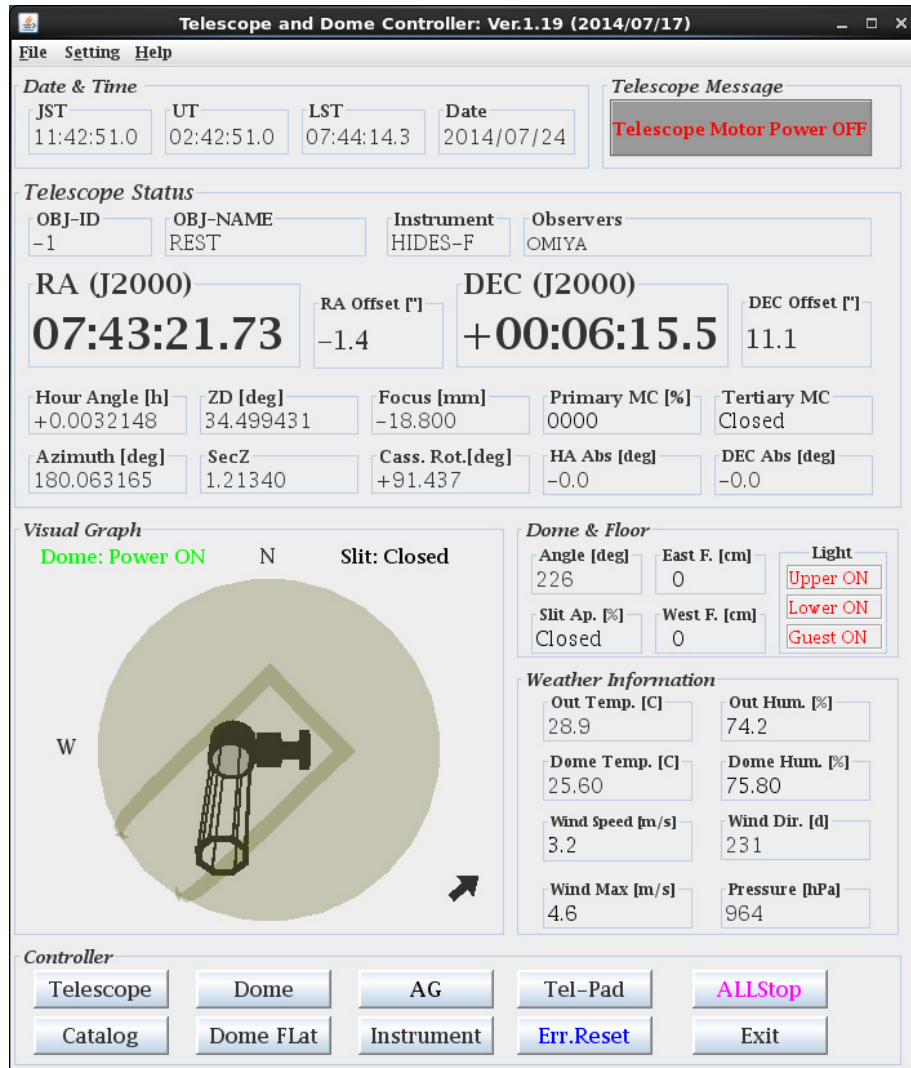 Telescope and Dome Controller: Ver.1.19 (2014/07/17)
File Setting Help
Date & Time
JST UT LST Date
11:42:51.0 02:42:51.0 07:44:14.3 2014/07/24
Telescope Message
Telescope Motor Power OFF
Telescope Status
OBJ-ID OBJ-NAME Instrument Observers
-1 REST HIDES-F OMIYA
RA (J2000) RA Offset ["] DEC (J2000) DEC Offset ["]
07:43:21.73 -1.4 +00:06:15.5 11.1
Hour Angle [h] ZD [deg] Focus [mm] Primary MC [%] Tertiary MC
+0.0032148 34.499431 -18.800 0000 Closed
Azimuth [deg] SecZ Cass. Rot.[deg] HA Abs [deg] DEC Abs [deg]
180.063165 1.21340 +91.437 -0.0 -0.0
Visual Graph
Dome: Power ON N Slit: Closed
W
Dome & Floor
Angle [deg] East F. [cm] Light
226 0 Upper ON
Lower ON
Slit Ap. [%] West F. [cm]
Closed 0 Guest ON
Weather Information
Out Temp. [C] Out Hum. [%]
28.9 74.2
Dome Temp. [C] Dome Hum. [%]
25.60 75.80
Wind Speed [m/s] Wind Dir. [d]
3.2 231
Wind Max [m/s] Pressure [hPa]
4.6 964
Controller
Telescope Dome AG Tel-Pad ALLStop
Catalog Dome FLat Instrument Err.Reset Exit